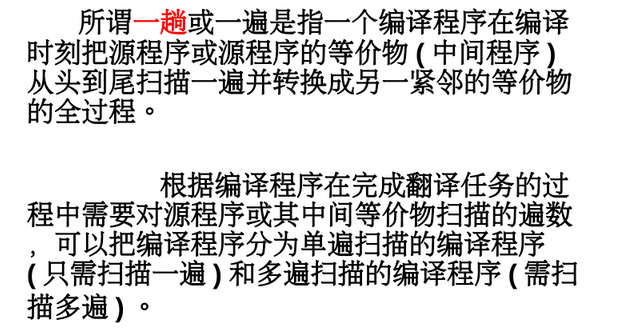 所谓一趟或一遍是指一个编译程序在编译
时刻把源程序或源程序的等价物(中间程序)
从头到尾扫描一遍并转换成另一紧邻的等价物
的全过程。
根据编译程序在完成翻译任务的过
程中需要对源程序或其中间等价物扫描的遍数
，可以把编译程序分为单遍扫描的编译程序
(只需扫描一遍)和多遍扫描的编译程序(需扫
描多遍)。